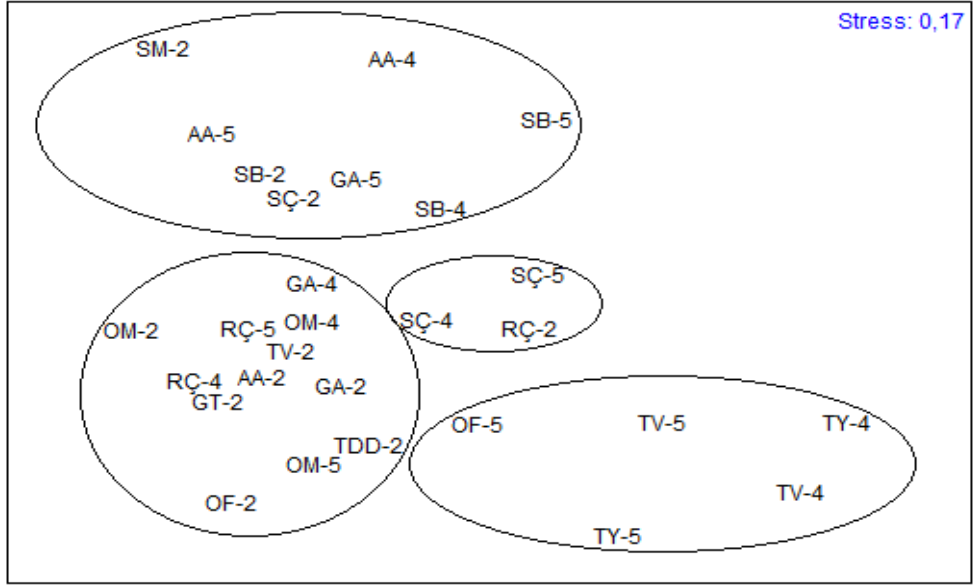 Stress: 0,17
SM-2
AA-4
SB-5
AA-5
SB-2
GA-5
SÇ-2
SB-4
SÇ-5
GA-4
SÇ-4
OM-4
RÇ-5
RÇ-2
OM-2
TV-2
AA-2
RÇ-4
GA-2
GT-2
OF-5
TV-5
TY-4
TDD-2
OM-5
TV-4
OF-2
TY-5